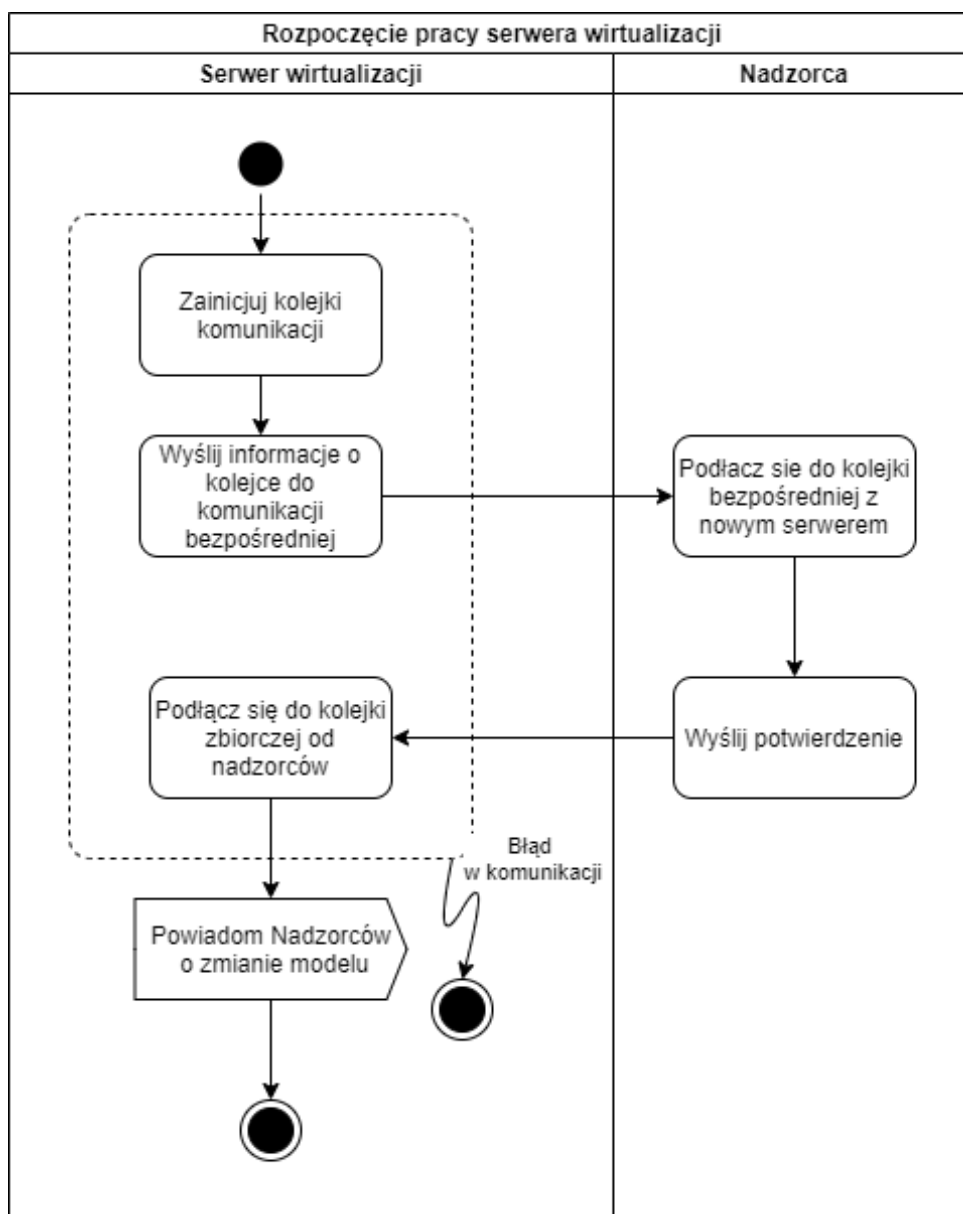 Rozpoczęcie pracy serwera wirtualizacji
Serwer wirtualizacji
Nadzorca
Zainicjuj kolejki
komunikacji
Wyślij informacje o
kolejce do
komunikacji
bezpośredniej
Podłacz sie do kolejki
bezpośredniej z
nowym serwerem
Podłącz się do kolejki
zbiorczej od
nadzorców
Wyślij potwierdzenie
Błąd
w komunikacji
Powiadom Nadzorców
o zmianie modelu